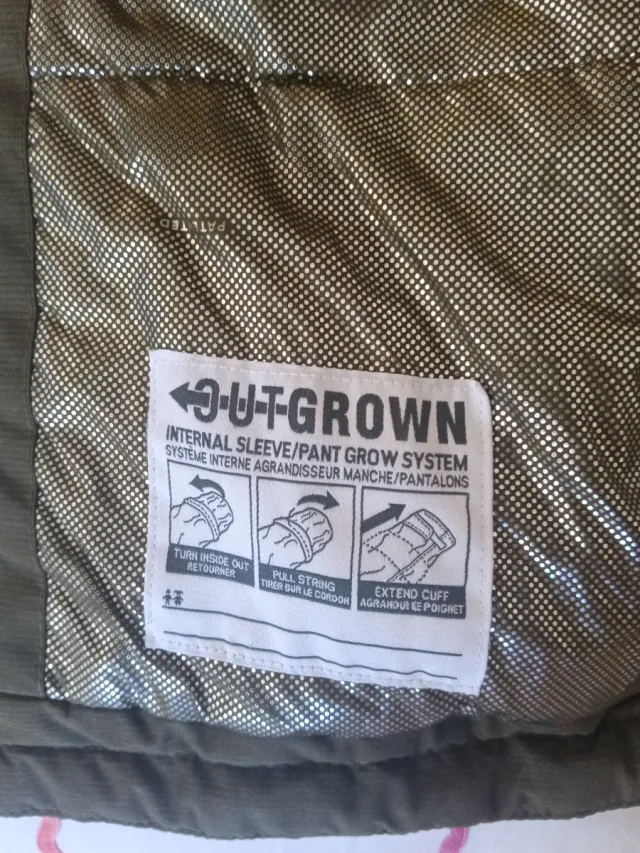 PATENTED
OUTGROWN
INTERNAL SLEEVE/PANT GROW SYSTEM
SYSTÈME INTERNE AGRANDISSEUR MANCHE/PANTALONS
TURN INSIDE OUT
RETOURNER
PULL STRING
TIRER SUR LE CORDON
EXTEND CUFF
AGRANDIR LE POIGNET